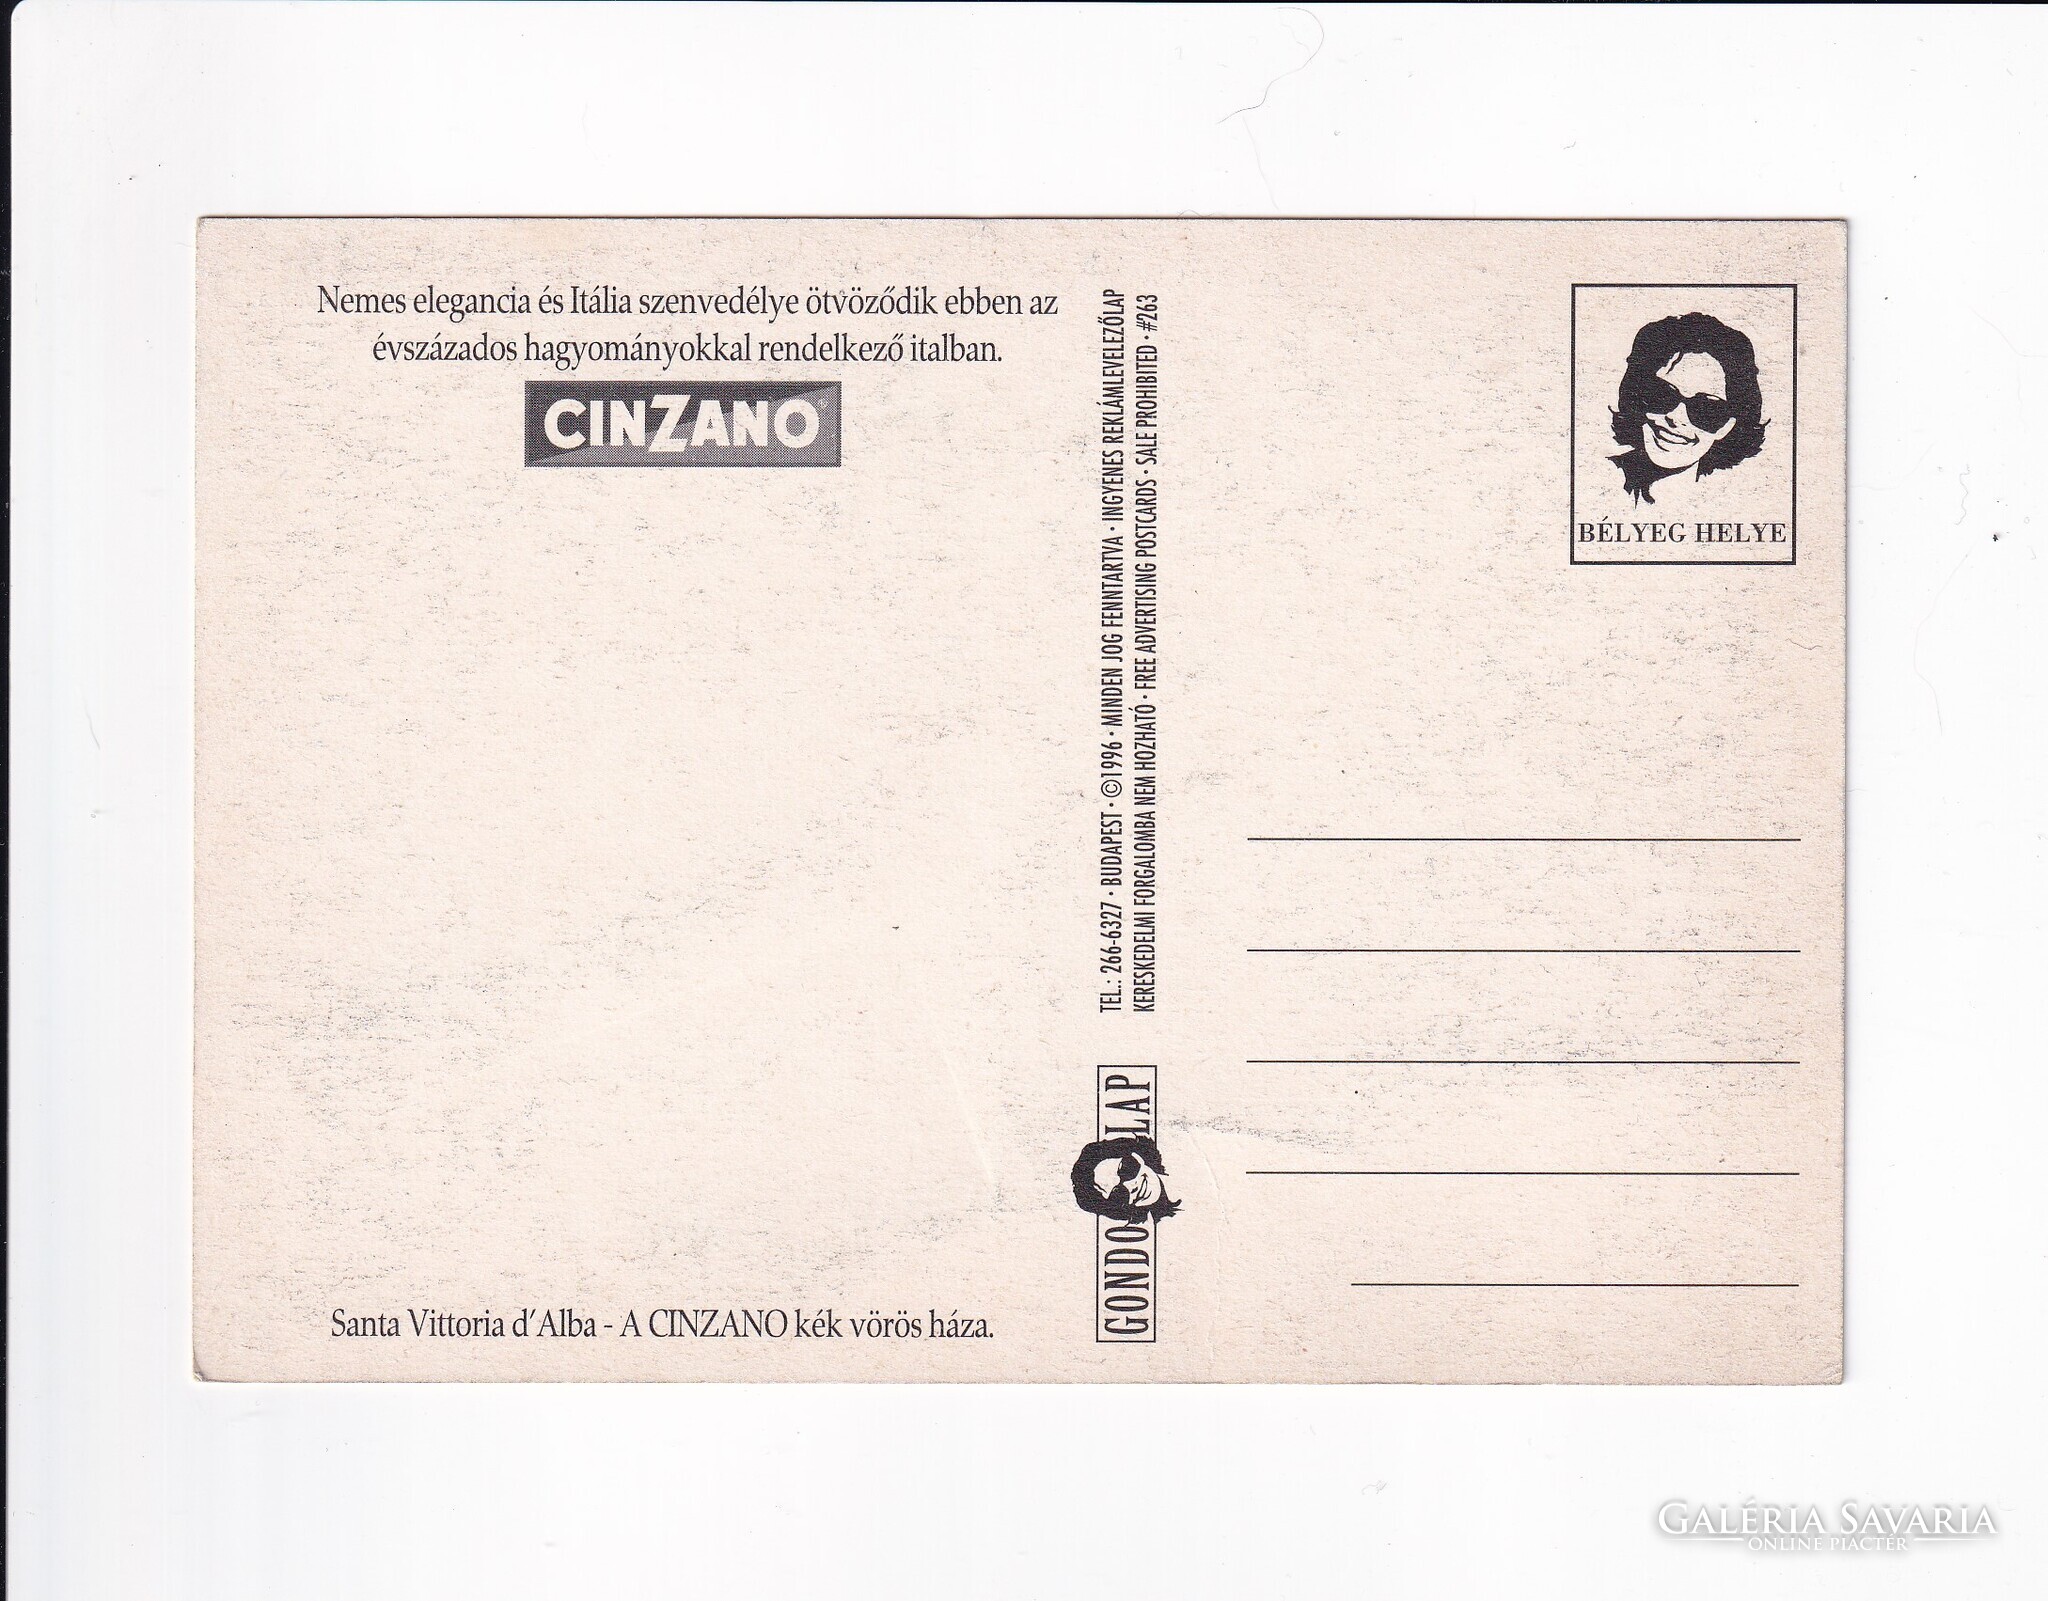 Nemes elegancia és Itália szenvedélye ötvöződik ebben az
évszázados hagyományokkal rendelkező italban.
CINZANO®
Santa Vittoria d'Alba - A CINZANO kék vörös háza.
GONDOLAP
TEL.: 266-6327 · BUDAPEST · ©1996 · MINDEN JOG FENNTARTVA · INGYENES REKLÁMLEVELEZŐLAP
KERESKEDELMI FORGALOMBA NEM HOZHATÓ · FREE ADVERTISING POSTCARDS · SALE PROHIBITED · #263
BÉLYEG HELYE
GALÉRIA SAVARIA
ONLINE PIACTÉR